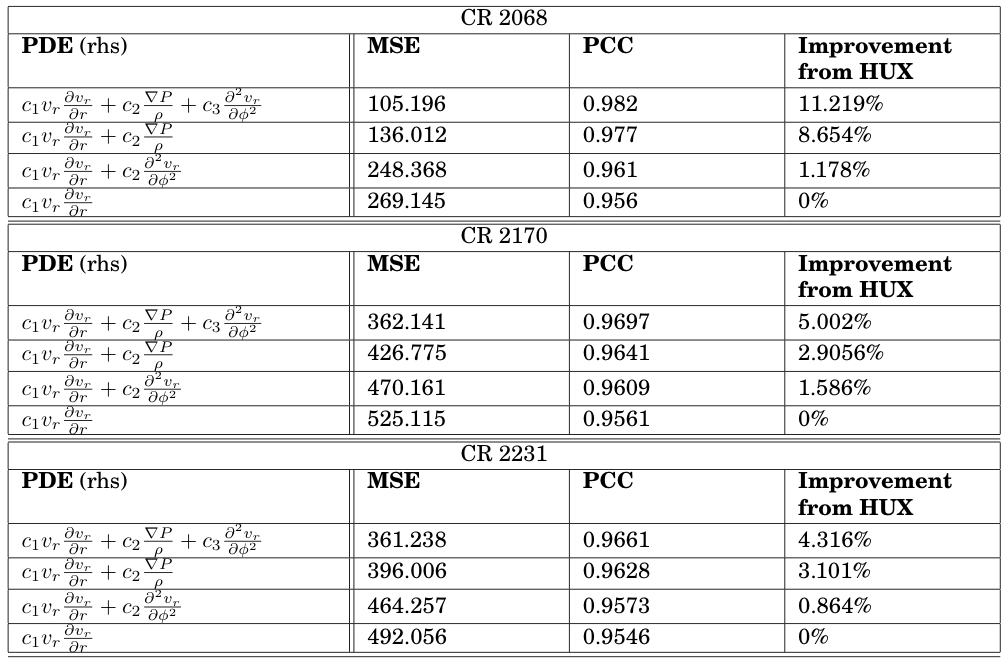 CR 2068
PDE (rhs) MSE PCC Improvement
from HUX
$c_1 v_r \frac{\partial v_r}{\partial r} + c_2 \frac{\nabla P}{\rho} + c_3 \frac{\partial^2 v_r}{\partial \phi^2}$ 105.196 0.982 11.219%
$c_1 v_r \frac{\partial v_r}{\partial r} + c_2 \frac{\nabla P}{\rho}$ 136.012 0.977 8.654%
$c_1 v_r \frac{\partial v_r}{\partial r} + c_2 \frac{\partial^2 v_r}{\partial \phi^2}$ 248.368 0.961 1.178%
$c_1 v_r \frac{\partial v_r}{\partial r}$ 269.145 0.956 0%
CR 2170
PDE (rhs) MSE PCC Improvement
from HUX
$c_1 v_r \frac{\partial v_r}{\partial r} + c_2 \frac{\nabla P}{\rho} + c_3 \frac{\partial^2 v_r}{\partial \phi^2}$ 362.141 0.9697 5.002%
$c_1 v_r \frac{\partial v_r}{\partial r} + c_2 \frac{\nabla P}{\rho}$ 426.775 0.9641 2.9056%
$c_1 v_r \frac{\partial v_r}{\partial r} + c_2 \frac{\partial^2 v_r}{\partial \phi^2}$ 470.161 0.9609 1.586%
$c_1 v_r \frac{\partial v_r}{\partial r}$ 525.115 0.9561 0%
CR 2231
PDE (rhs) MSE PCC Improvement
from HUX
$c_1 v_r \frac{\partial v_r}{\partial r} + c_2 \frac{\nabla P}{\rho} + c_3 \frac{\partial^2 v_r}{\partial \phi^2}$ 361.238 0.9661 4.316%
$c_1 v_r \frac{\partial v_r}{\partial r} + c_2 \frac{\nabla P}{\rho}$ 396.006 0.9628 3.101%
$c_1 v_r \frac{\partial v_r}{\partial r} + c_2 \frac{\partial^2 v_r}{\partial \phi^2}$ 464.257 0.9573 0.864%
$c_1 v_r \frac{\partial v_r}{\partial r}$ 492.056 0.9546 0%